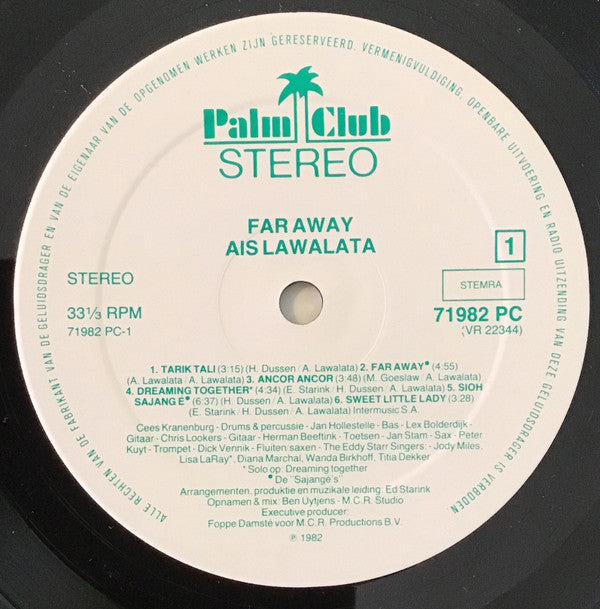 ALLE RECHTEN VAN DE FABRIKANT VAN DE GELUIDSDRAGER EN VAN DE EIGENAAR VAN DE OPGENOMEN WERKEN ZIJN GERESERVEERD. VERMENIGVULDIGING, OPENBARE UITVOERING EN RADIO UITZENDING VAN DEZE GELUIDSDRAGER IS VERBODEN
Palm Club
STEREO
FAR AWAY
AIS LAWALATA
1
STEREO
STEMRA
33⅓ RPM
71982 PC
71982 PC-1
(VR 22344)
1. TARIK TALI (3:15) (H. Dussen / A. Lawalata) 2. FAR AWAY● (4:55)
(A. Lawalata / A. Lawalata) 3. ANCOR ANCOR (3:48) (M. Goeslaw / A. Lawalata)
4. DREAMING TOGETHER* (4:34) (E. Starink / A. Lawalata) 5. SIOH
SAJANG E● (6:37) (H. Dussen / A. Lawalata) 6. SWEET LITTLE LADY (3:28)
(E. Starink / H. Dussen / A. Lawalata) Intermusic S.A.
Cees Kranenburg - Drums & percussie - Jan Hollestelle - Bas - Lex Bolderdijk -
Gitaar - Chris Lookers - Gitaar - Herman Beeftink - Toetsen - Jan Stam - Sax - Peter
Kuyt - Trompet - Dick Vennik - Fluiten/saxen - The Eddy Starr Singers: - Jody Miles,
Lisa LaRay*, Diana Marchal, Wanda Birkhoff, Titia Dekker
* Solo op: Dreaming together
● De "Sajangé's"
Arrangementen, produktie en muzikale leiding: Ed Starink
Opnamen & mix: Ben Uytjens - M.C.R. Studio
Executive producer:
Foppe Damsté voor M.C.R. Productions B.V.
℗ 1982